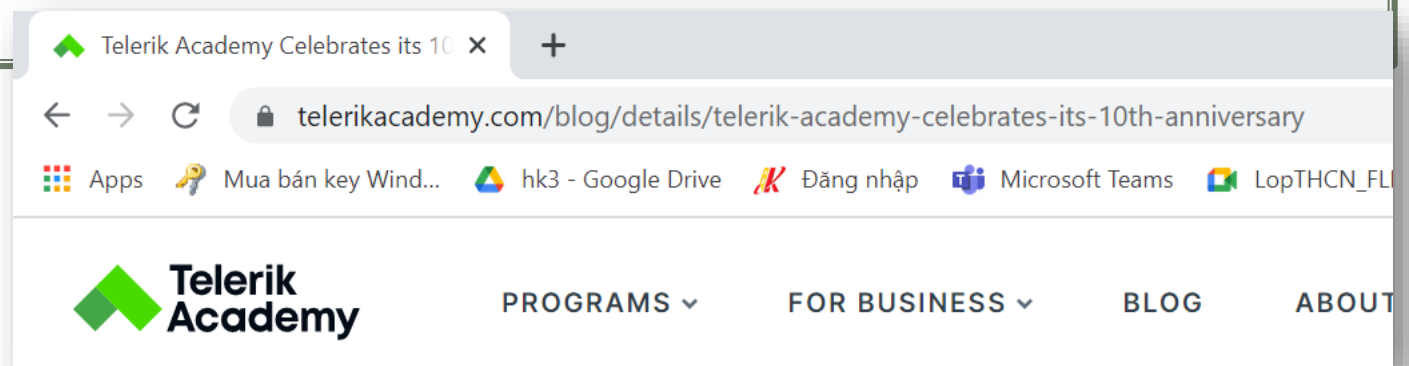 Telerik Academy Celebrates its 10
telerikacademy.com/blog/details/telerik-academy-celebrates-its-10th-anniversary
Apps Mua bán key Wind... hk3 - Google Drive Đăng nhập Microsoft Teams LopTHCN_FL
Telerik
Academy
PROGRAMS FOR BUSINESS BLOG ABOUT